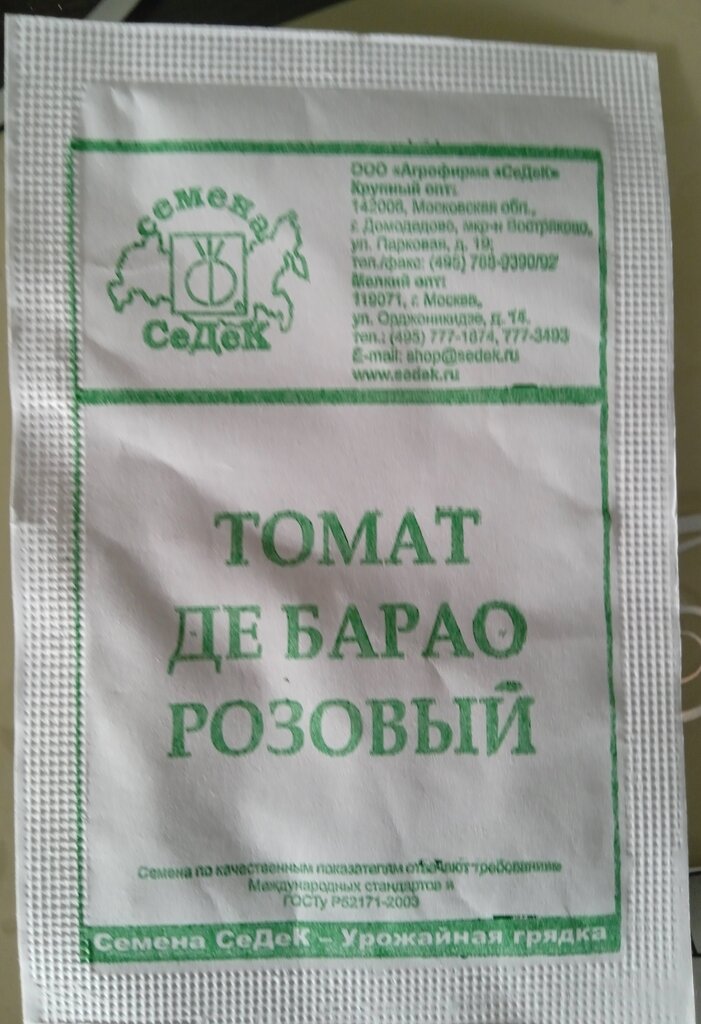 семена
СеДеК
ООО «Агрофирма «СеДеК»
Крупный опт:
142006, Московская обл.,
г. Домодедово, мкр-н Востряково,
ул. Парковая, д. 19;
тел./факс: (495) 788-9390/92
Мелкий опт:
119071, г. Москва,
ул. Орджоникидзе, д. 14,
тел.: (495) 777-1674, 777-3493
E-mail: shop@sedek.ru
www.sedek.ru
ТОМАТ
ДЕ БАРАО
РОЗОВЫЙ
Семена по качественным показателям отвечают требованиям
Международных стандартов и
ГОСТу Р52171-2003
Семена СеДеК – Урожайная грядка